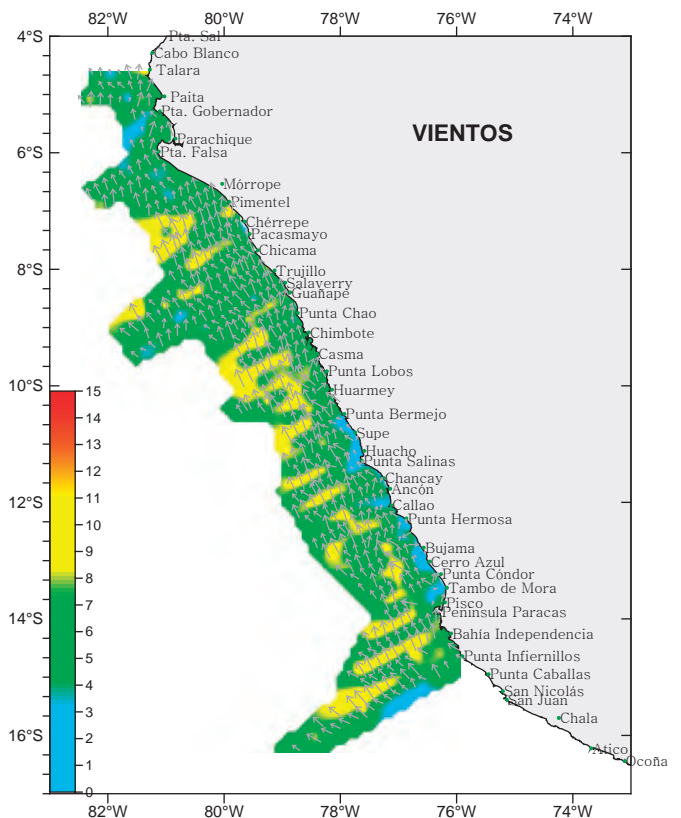 82°W 80°W 78°W 76°W 74°W
4°S
Pta. Sal
Cabo Blanco
Talara
Paita
Pta. Gobernador
VIENTOS
Parachique
6°S
Pta. Falsa
Mórrope
Pimentel
Chérrepe
Pacasmayo
Chicama
8°S
Trujillo
Salaverry
Guañape
Punta Chao
Chimbote
Casma
Punta Lobos
10°S
Huarmey
15
14
13
12
11
10
9
8
7
6
5
4
3
2
1
0
Punta Bermejo
Supe
Huacho
Punta Salinas
Chancay
Ancón
12°S
Callao
Punta Hermosa
Bujama
Cerro Azul
Punta Cóndor
Tambo de Mora
Pisco
Península Paracas
14°S
Bahía Independencia
Punta Infiernillos
Punta Caballas
San Nicolás
San Juan
Chala
16°S
Atico
Ocoña
82°W 80°W 78°W 76°W 74°W